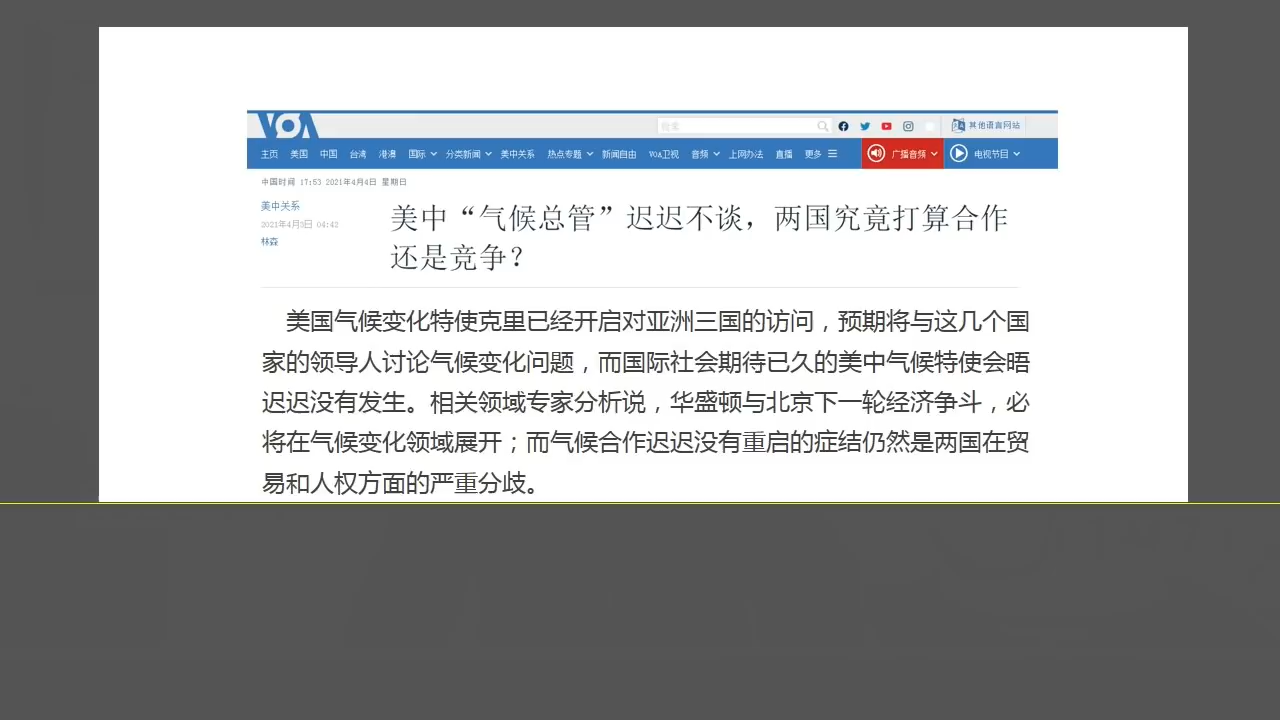 VOA
检索
其他语言网站
主页 美国 中国 台湾 港澳 国际 分类新闻 美中关系 热点专题 新闻自由 VOA卫视 音频 上网办法 直播 更多 广播音频 电视节目
中国时间 17:53 2021年4月4日 星期日
美中关系
2021年4月3日 04:42
林森
美中“气候总管”迟迟不谈，两国究竟打算合作
还是竞争？
美国气候变化特使克里已经开启对亚洲三国的访问，预期将与这几个国
家的领导人讨论气候变化问题，而国际社会期待已久的美中气候特使会晤
迟迟没有发生。相关领域专家分析说，华盛顿与北京下一轮经济争斗，必
将在气候变化领域展开；而气候合作迟迟没有重启的症结仍然是两国在贸
易和人权方面的严重分歧。